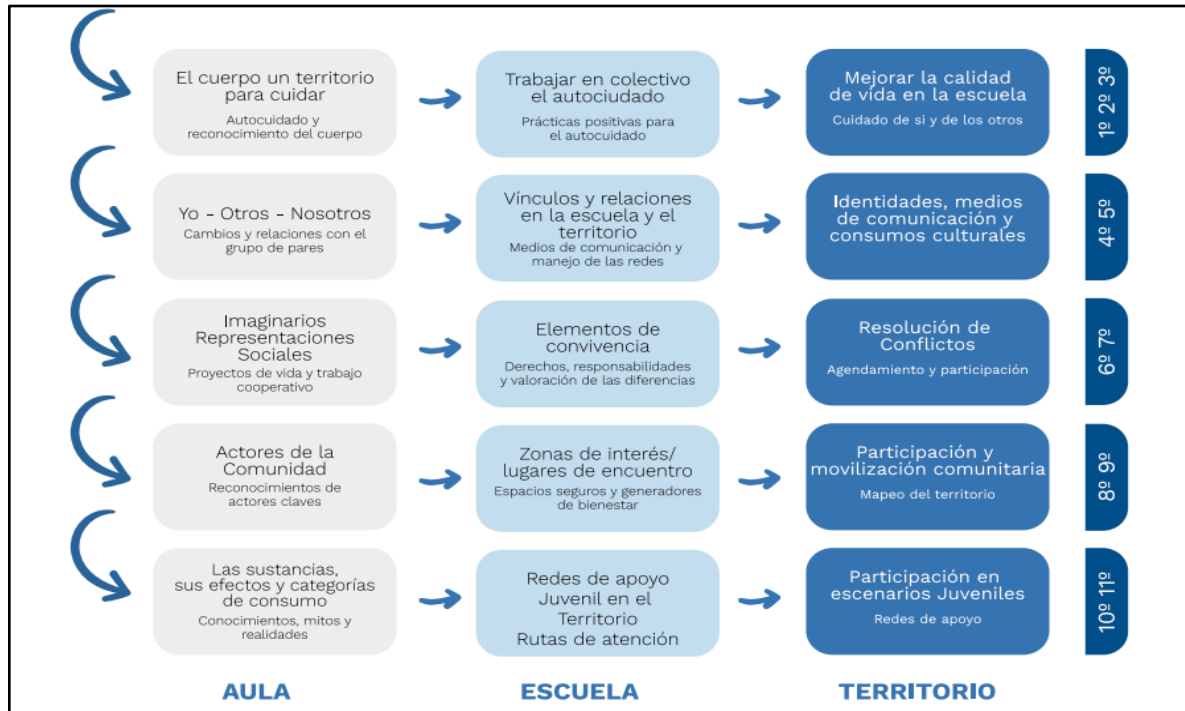 El cuerpo un territorio
para cuidar
Autocuidado y
reconocimiento del cuerpo
Trabajar en colectivo
el autociudado
Prácticas positivas para
el autocuidado
Mejorar la calidad
de vida en la escuela
Cuidado de si y de los otros
1º 2º 3º
Yo - Otros - Nosotros
Cambios y relaciones con el
grupo de pares
Vínculos y relaciones
en la escuela y el
territorio
Medios de comunicación y
manejo de las redes
Identidades, medios
de comunicación y
consumos culturales
4º 5º
Imaginarios
Representaciones
Sociales
Proyectos de vida y trabajo
cooperativo
Elementos de
convivencia
Derechos, responsabilidades
y valoración de las diferencias
Resolución de
Conflictos
Agendamiento y participación
6º 7º
Actores de la
Comunidad
Reconocimientos de
actores claves
Zonas de interés/
lugares de encuentro
Espacios seguros y generadores
de bienestar
Participación y
movilización comunitaria
Mapeo del territorio
8º 9º
Las sustancias,
sus efectos y categorías
de consumo
Conocimientos, mitos y
realidades
Redes de apoyo
Juvenil en el
Territorio
Rutas de atención
Participación en
escenarios Juveniles
Redes de apoyo
10º 11º
AULA
ESCUELA
TERRITORIO